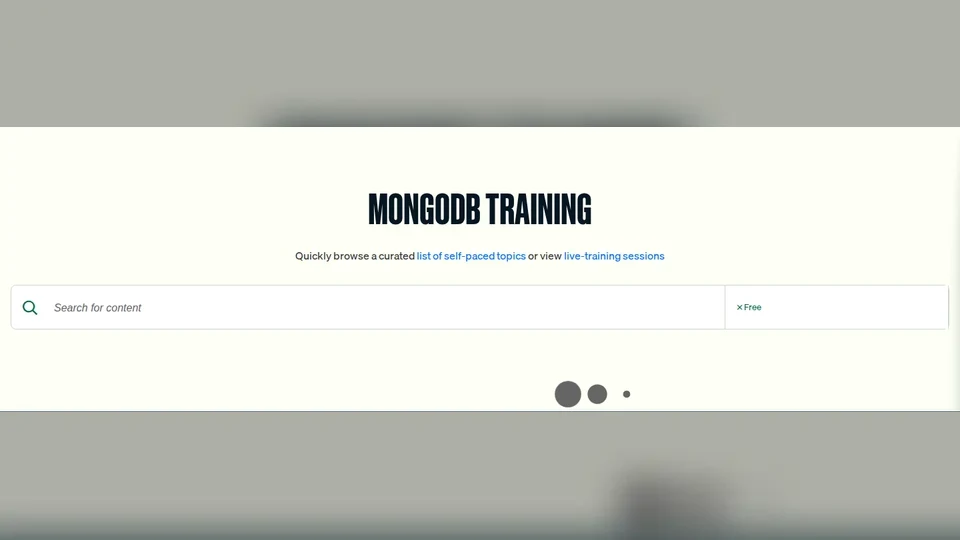 MONGODB TRAINING
Quickly browse a curated list of self-paced topics or view live-training sessions
Search for content
×Free